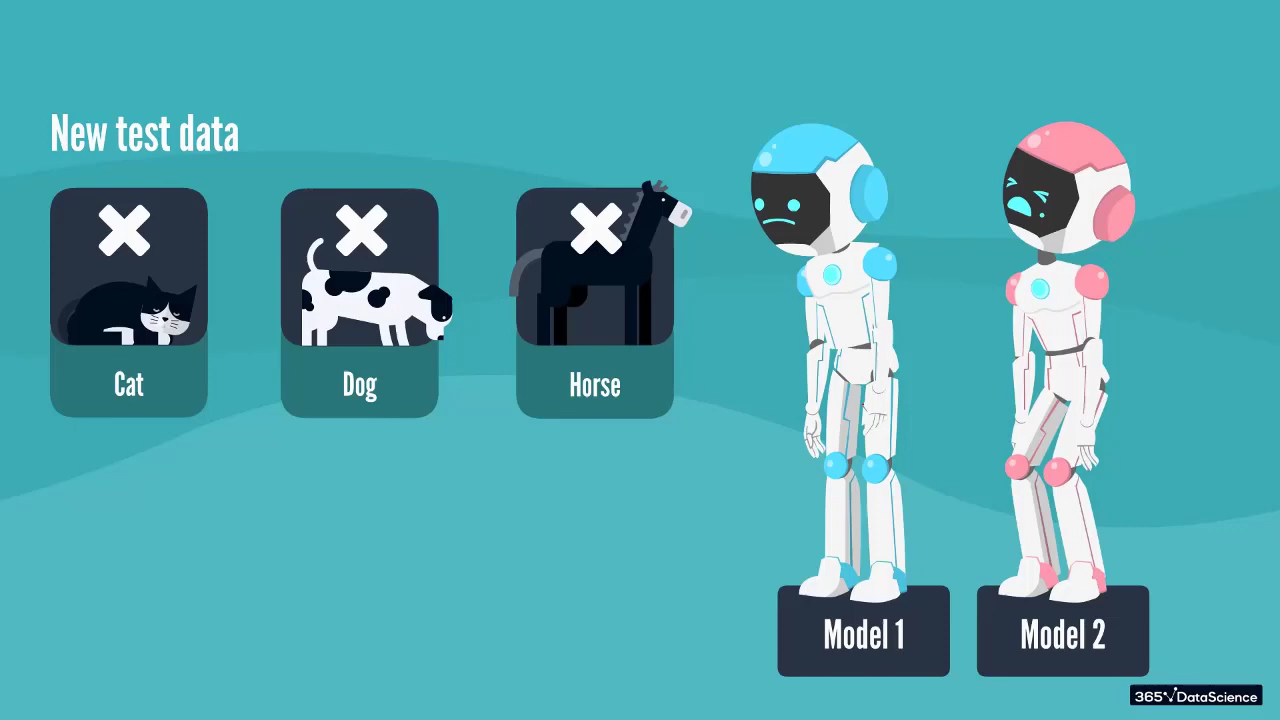 New test data
Cat
Dog
Horse
Model 1
Model 2
365 DataScience